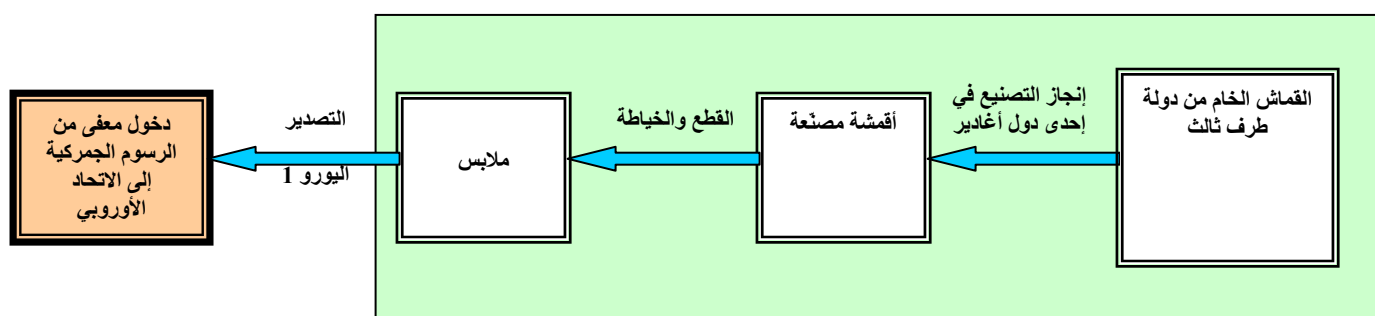 القماش الخام من دولة
طرف ثالث
إنجاز التصنيع في
إحدى دول أغادير
أقمشة مصنّعة
القطع والخياطة
ملابس
التصدير
اليورو 1
دخول معفى من
الرسوم الجمركية
إلى الاتحاد
الأوروبي